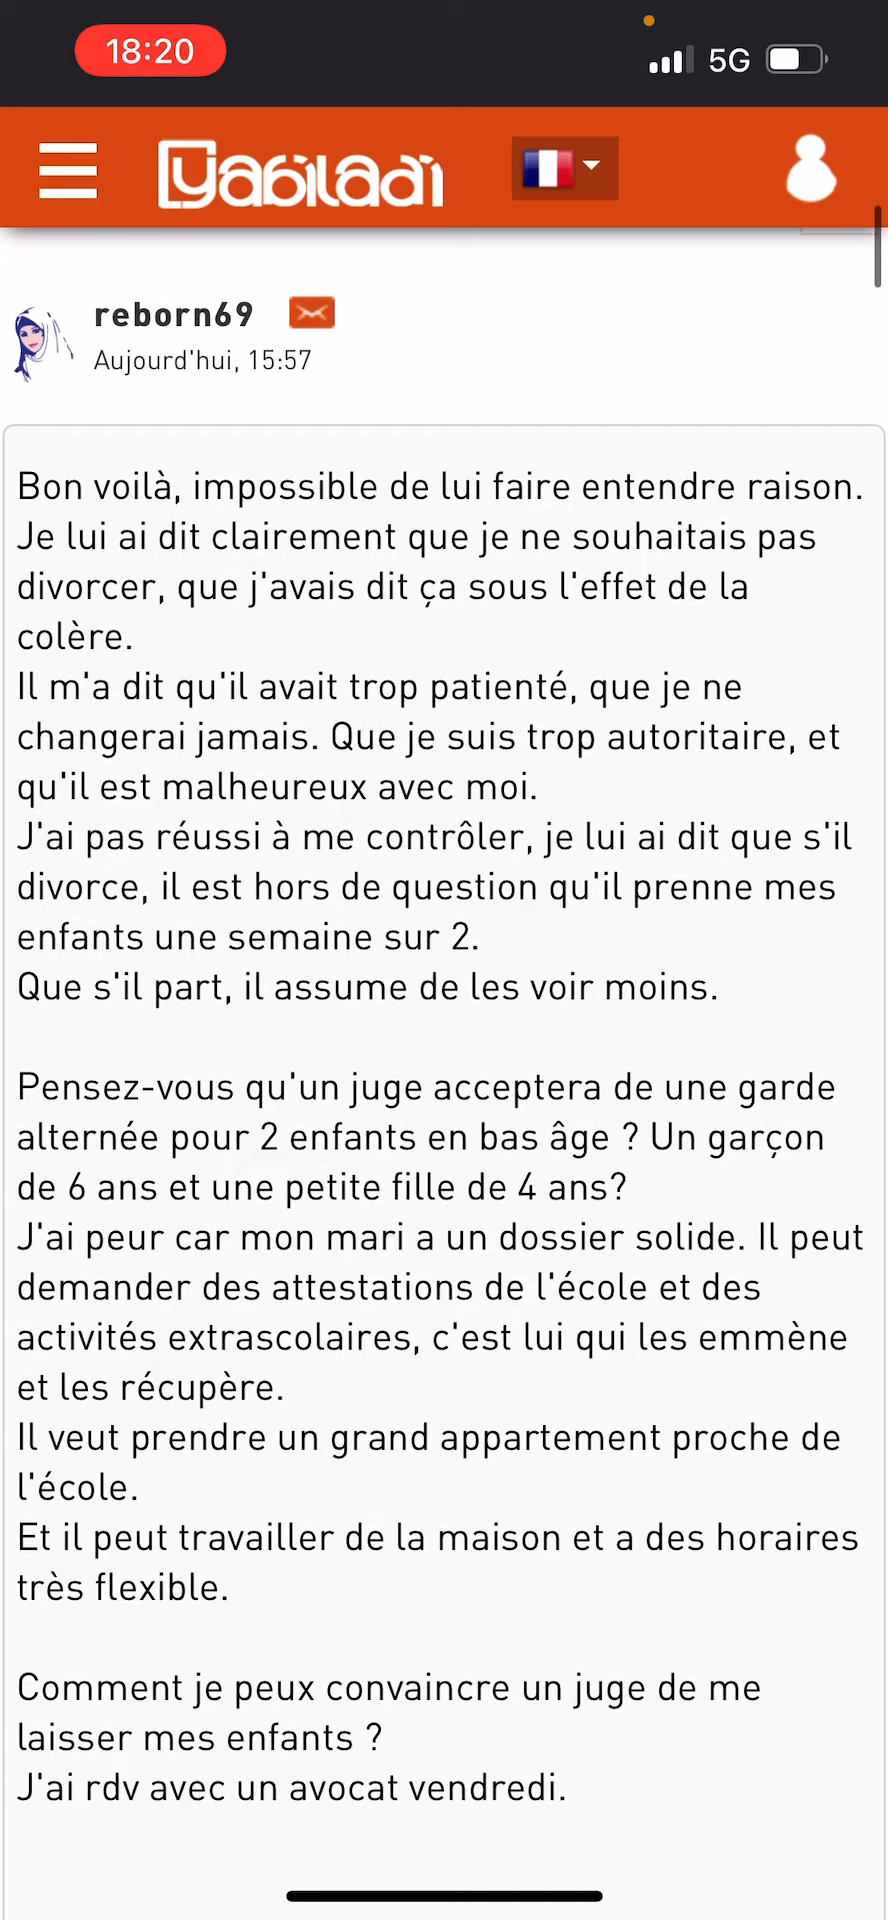 18:20
5G
yabiladi
reborn69
Aujourd'hui, 15:57
Bon voilà, impossible de lui faire entendre raison.
Je lui ai dit clairement que je ne souhaitais pas
divorcer, que j'avais dit ça sous l'effet de la
colère.
Il m'a dit qu'il avait trop patienté, que je ne
changerai jamais. Que je suis trop autoritaire, et
qu'il est malheureux avec moi.
J'ai pas réussi à me contrôler, je lui ai dit que s'il
divorce, il est hors de question qu'il prenne mes
enfants une semaine sur 2.
Que s'il part, il assume de les voir moins.
Pensez-vous qu'un juge acceptera de une garde
alternée pour 2 enfants en bas âge ? Un garçon
de 6 ans et une petite fille de 4 ans?
J'ai peur car mon mari a un dossier solide. Il peut
demander des attestations de l'école et des
activités extrascolaires, c'est lui qui les emmène
et les récupère.
Il veut prendre un grand appartement proche de
l'école.
Et il peut travailler de la maison et a des horaires
très flexible.
Comment je peux convaincre un juge de me
laisser mes enfants ?
J'ai rdv avec un avocat vendredi.